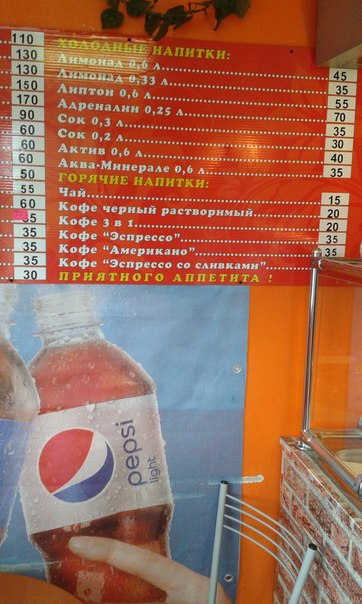 110
130
130
150
170
90
60
60
60
50
55
60
35
35
35
30
ХОЛОДНЫЕ НАПИТКИ:
Лимонад 0,6 л. 45
Лимонад 0,33 л. 35
Липтон 0,6 л. 55
Адреналин 0,25 л. 70
Сок 0,3 л. 35
Сок 0,2 л. 30
Актив 0,6 л. 40
Аква-Минерале 0,6 л. 35
ГОРЯЧИЕ НАПИТКИ:
Чай 15
Кофе черный растворимый 20
Кофе 3 в 1 20
Кофе "Эспрессо" 35
Кофе "Американо" 35
Кофе "Эспрессо со сливками" 35
ПРИЯТНОГО АППЕТИТА !
pepsi
light